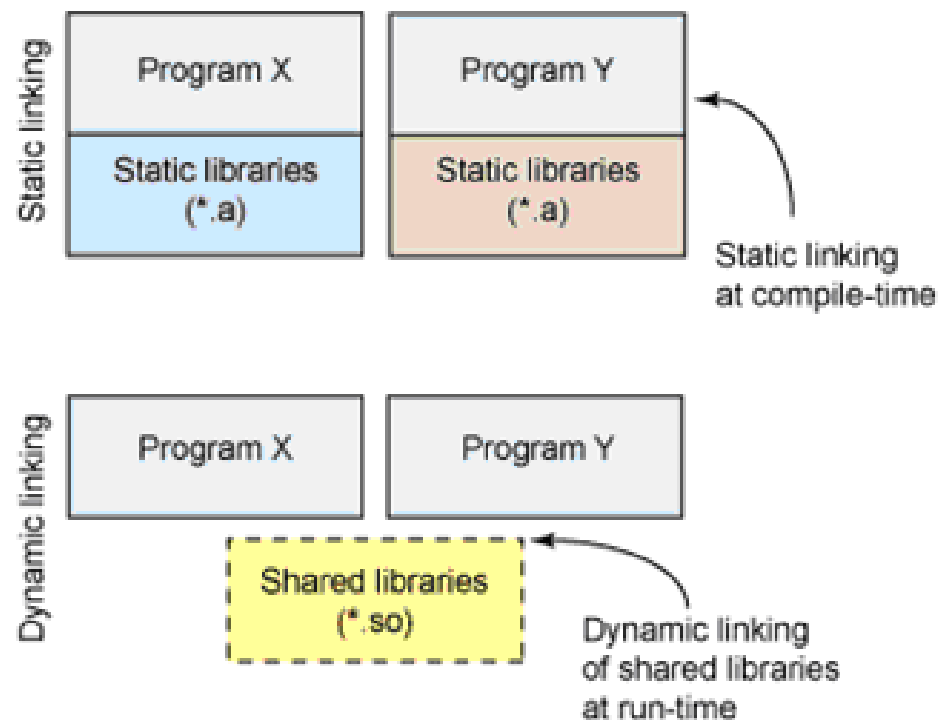 Static linking
Program X
Program Y
Static libraries
(*.a)
Static libraries
(*.a)
Static linking
at compile-time
Dynamic linking
Program X
Program Y
Shared libraries
(*.so)
Dynamic linking
of shared libraries
at run-time